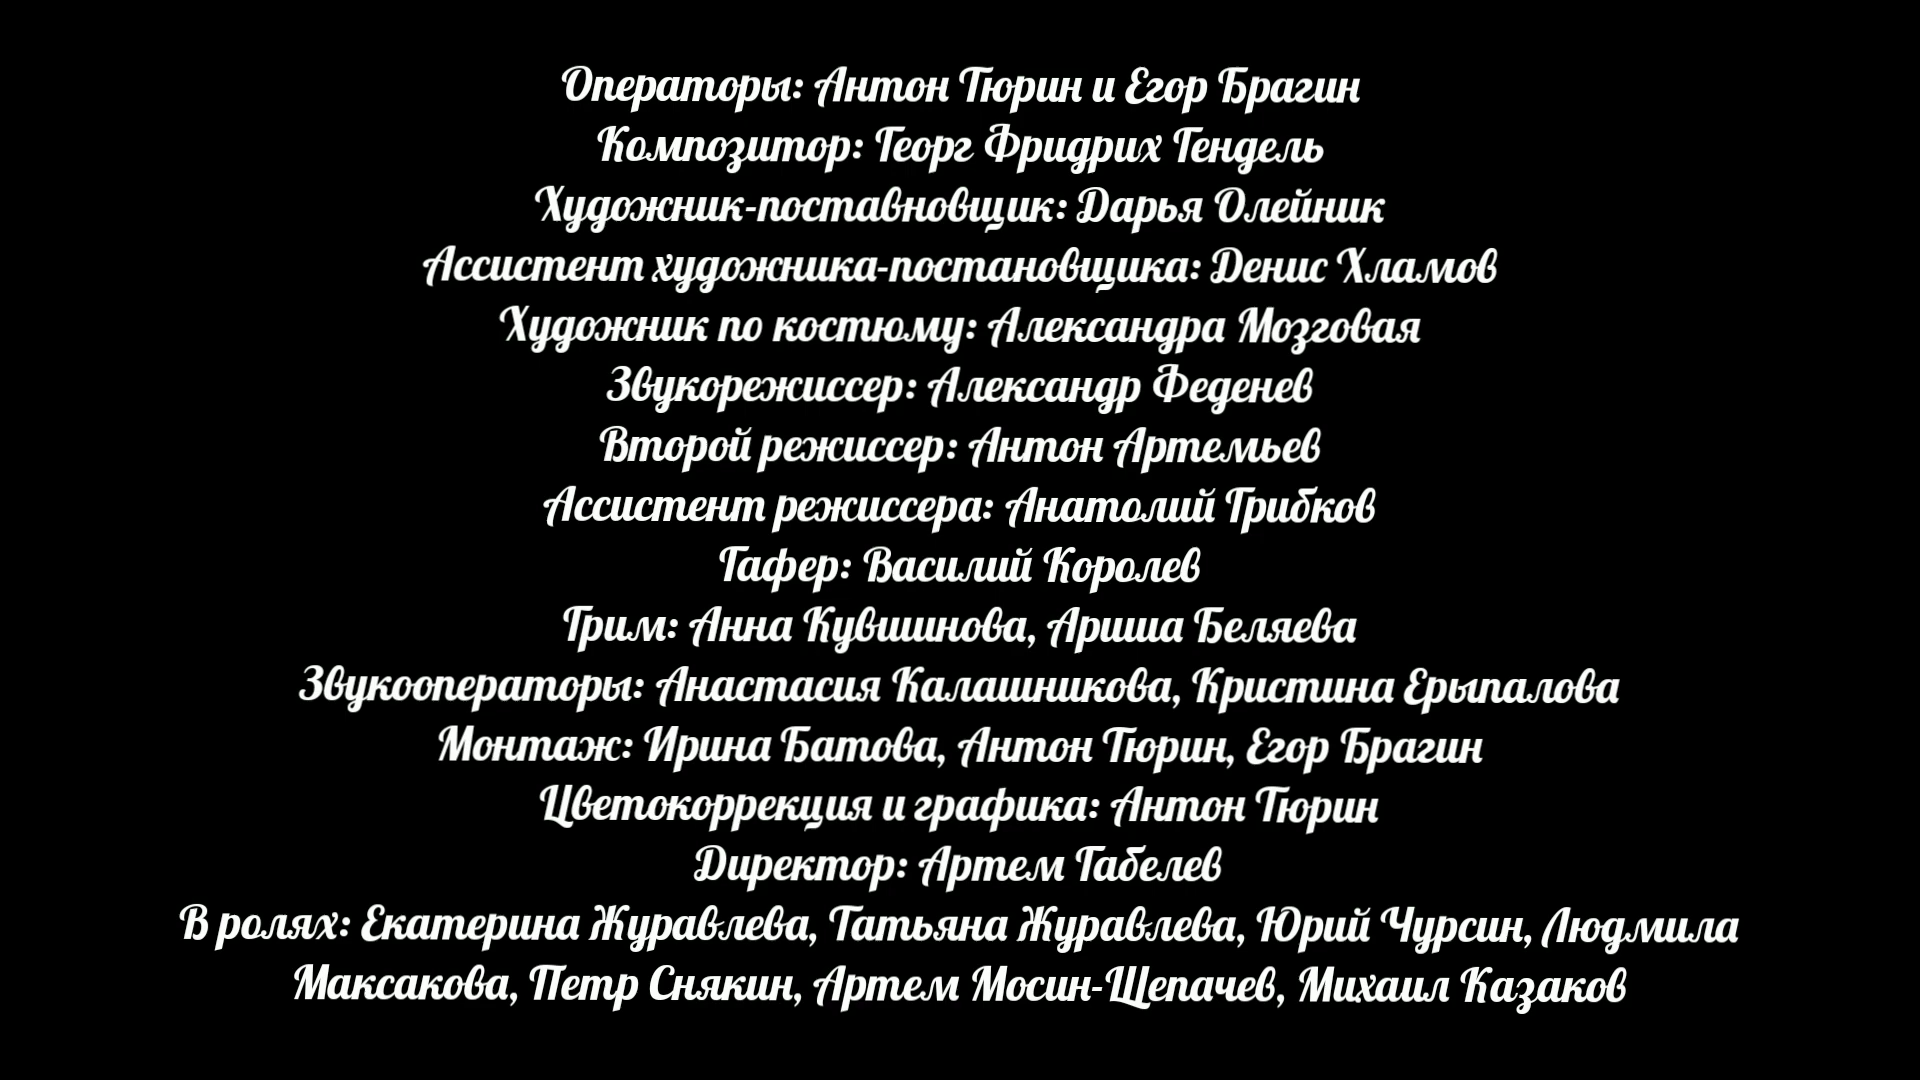 Операторы: Антон Тюрин и Егор Брагин
Композитор: Георг Фридрих Гендель
Художник-поставновщик: Дарья Олейник
Ассистент художника-постановщика: Денис Хламов
Художник по костюму: Александра Мозговая
Звукорежиссер: Александр Феденев
Второй режиссер: Антон Артемьев
Ассистент режиссера: Анатолий Грибков
Гафер: Василий Королев
Грим: Анна Кувшинова, Ариша Беляева
Звукооператоры: Анастасия Калашникова, Кристина Ерыпалова
Монтаж: Ирина Батова, Антон Тюрин, Егор Брагин
Цветокоррекция и графика: Антон Тюрин
Директор: Артем Габелев
В ролях: Екатерина Журавлева, Татьяна Журавлева, Юрий Чурсин, Людмила
Максакова, Петр Снякин, Артем Мосин-Щепачев, Михаил Казаков